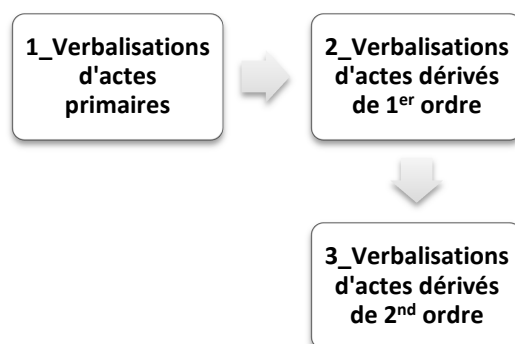 1_Verbalisations
d'actes
primaires
2_Verbalisations
d'actes dérivés
de 1er ordre
3_Verbalisations
d'actes dérivés
de 2nd ordre